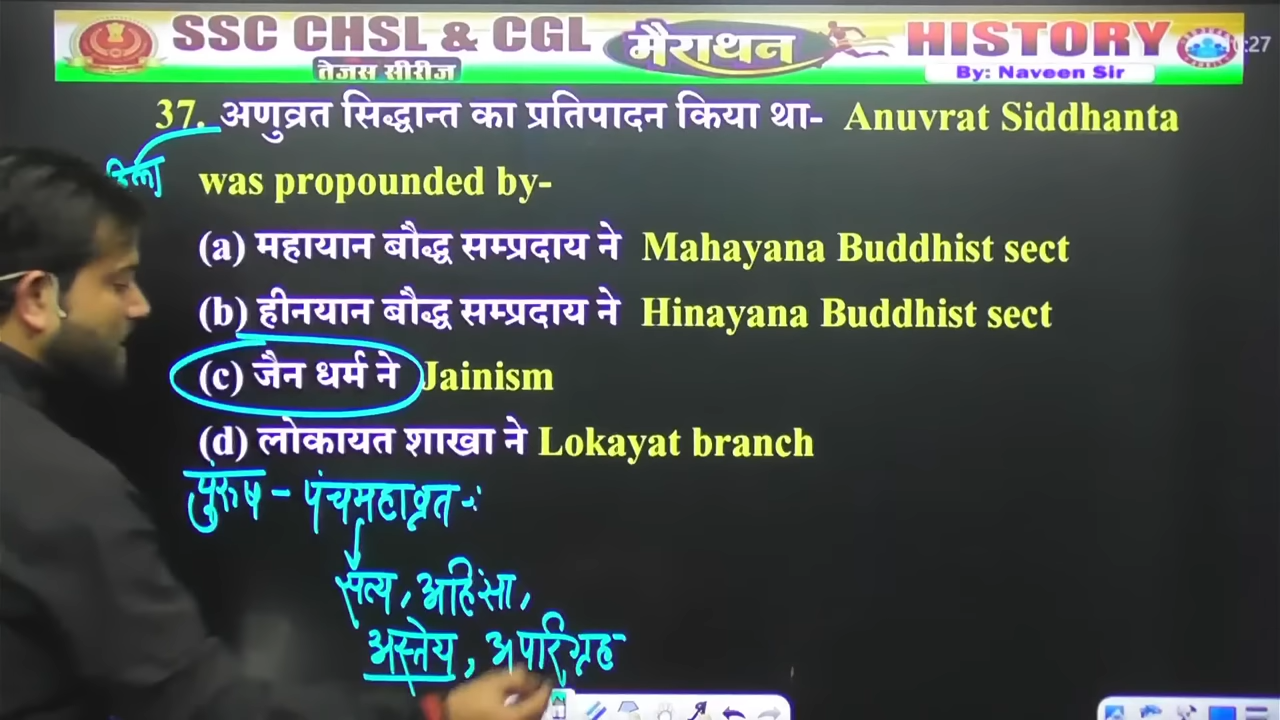 SSC CHSL & CGL मैराथन HISTORY
तेजस सीरीज By: Naveen Sir
37. अणुव्रत सिद्धान्त का प्रतिपादन किया था- Anuvrat Siddhanta
was propounded by-
(a) महायान बौद्ध सम्प्रदाय ने Mahayana Buddhist sect
(b) हीनयान बौद्ध सम्प्रदाय ने Hinayana Buddhist sect
(c) जैन धर्म ने Jainism
(d) लोकायत शाखा ने Lokayat branch
पुरुष - पंचमहाव्रत -:
सत्य, अहिंसा,
अस्तेय, अपरिग्रह